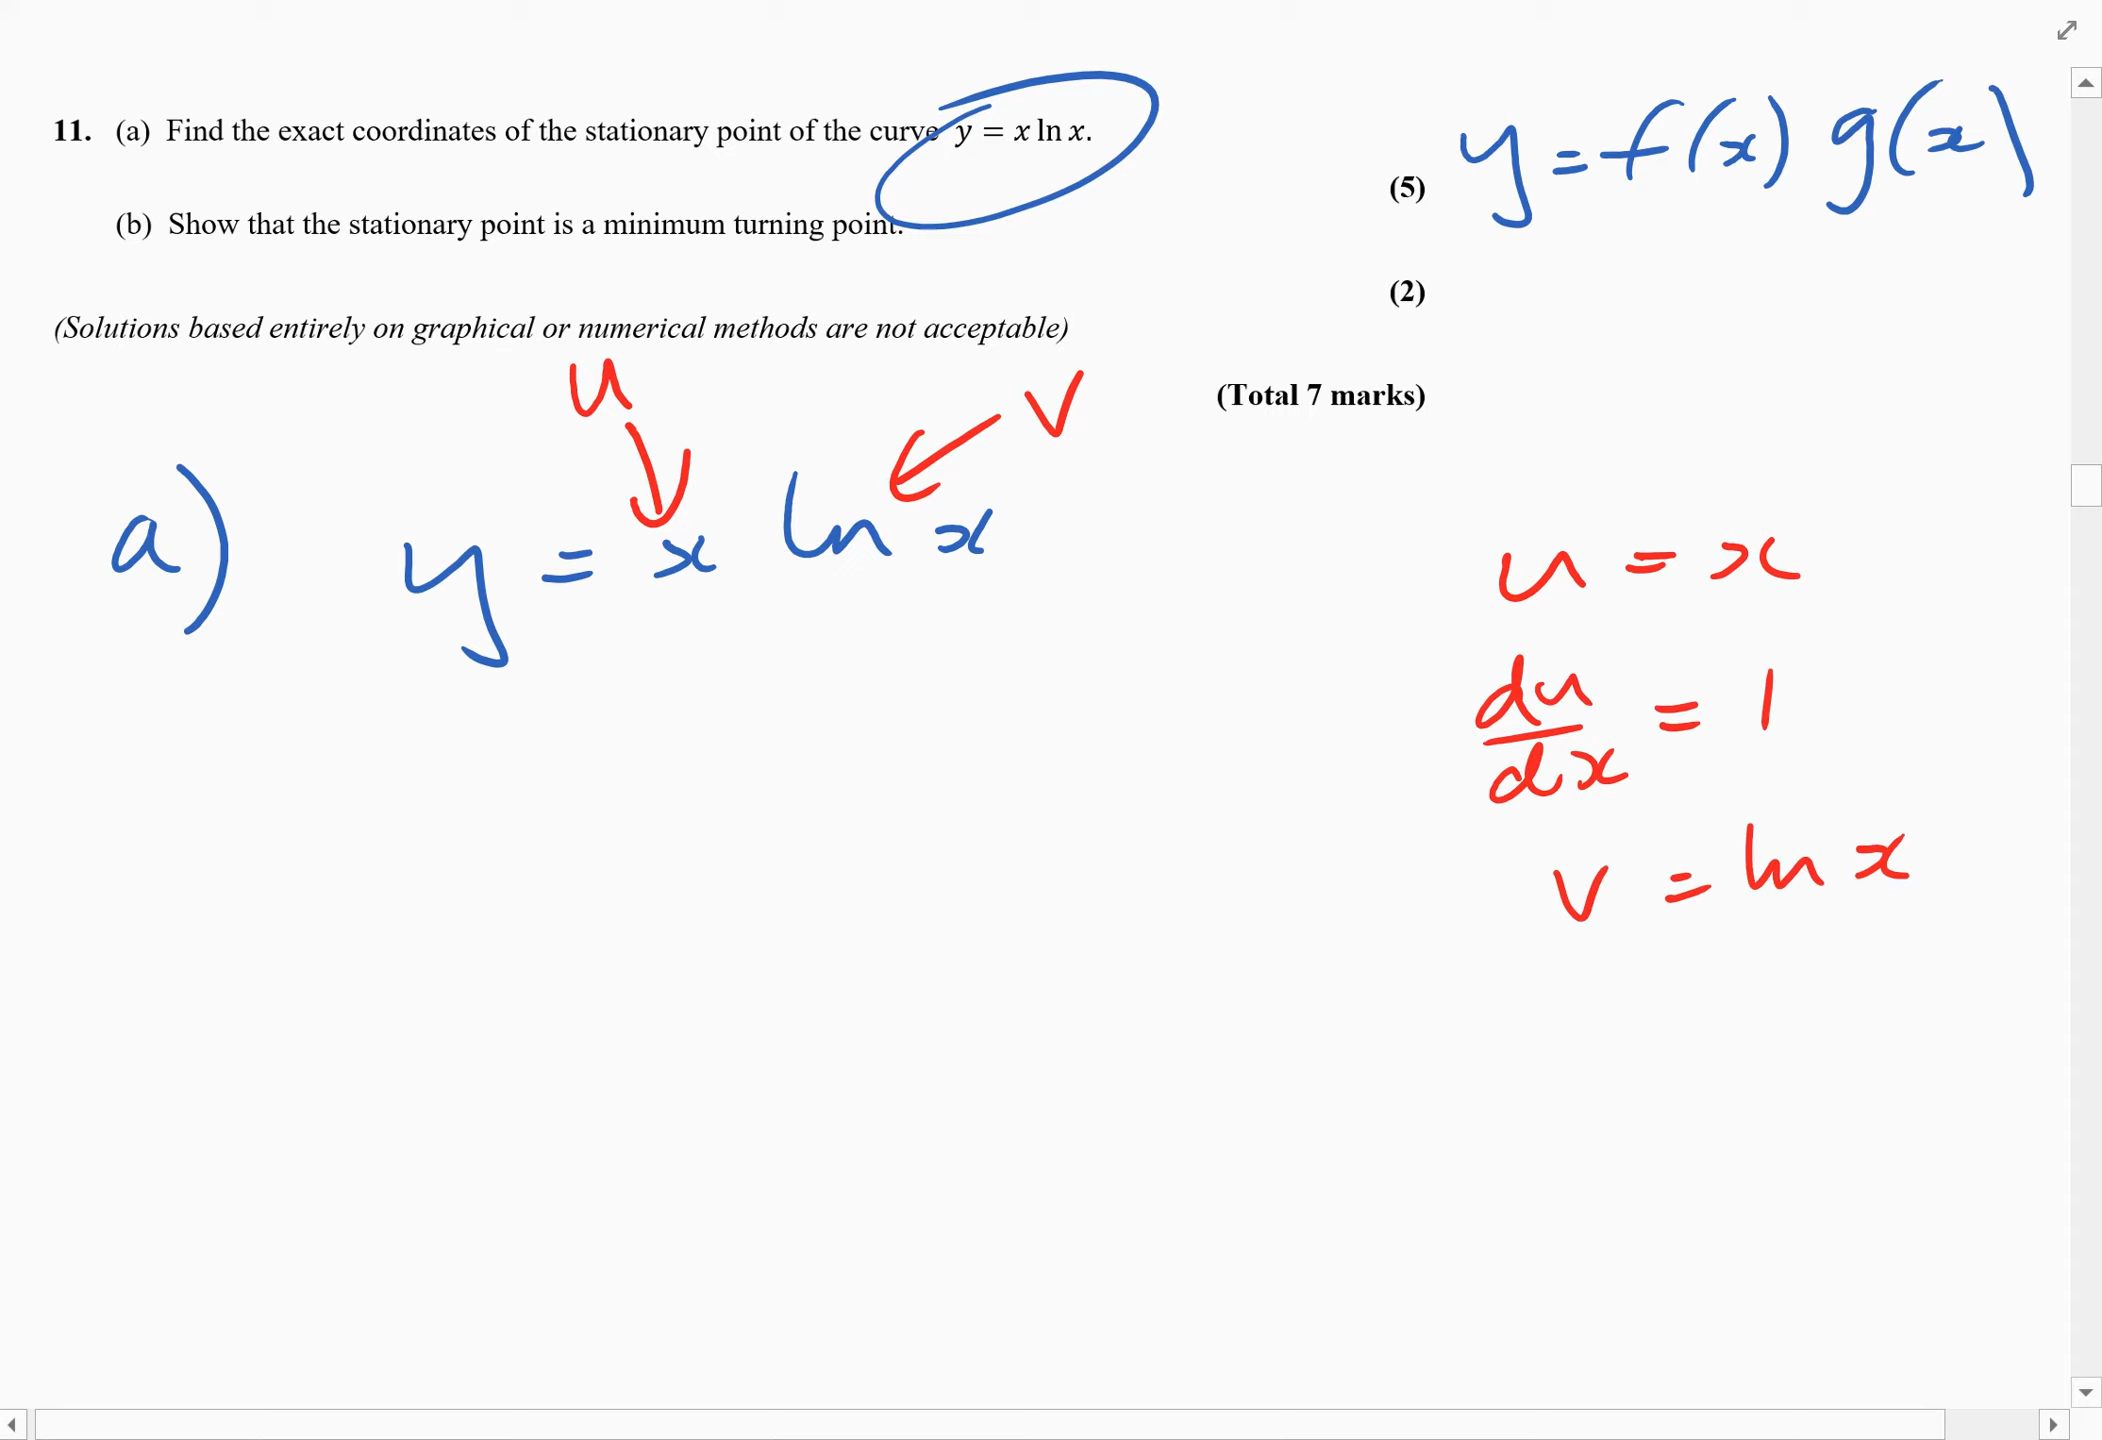 11. (a) Find the exact coordinates of the stationary point of the curve y = x ln x.
(5)
y = f(x) g(x)
(b) Show that the stationary point is a minimum turning point.
(2)
(Solutions based entirely on graphical or numerical methods are not acceptable)
(Total 7 marks)
u v
a) y = x ln x
u = x
du/dx = 1
v = ln x